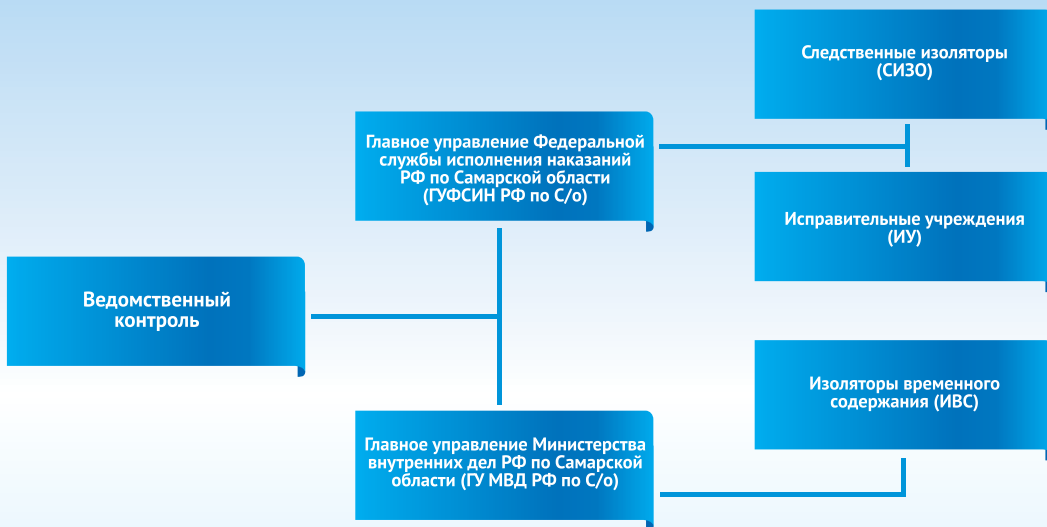 Ведомственный
контроль
Главное управление Федеральной
службы исполнения наказаний
РФ по Самарской области
(ГУФСИН РФ по С/о)
Следственные изоляторы
(СИЗО)
Исправительные учреждения
(ИУ)
Главное управление Министерства
внутренних дел РФ по Самарской
области (ГУ МВД РФ по С/о)
Изоляторы временного
содержания (ИВС)